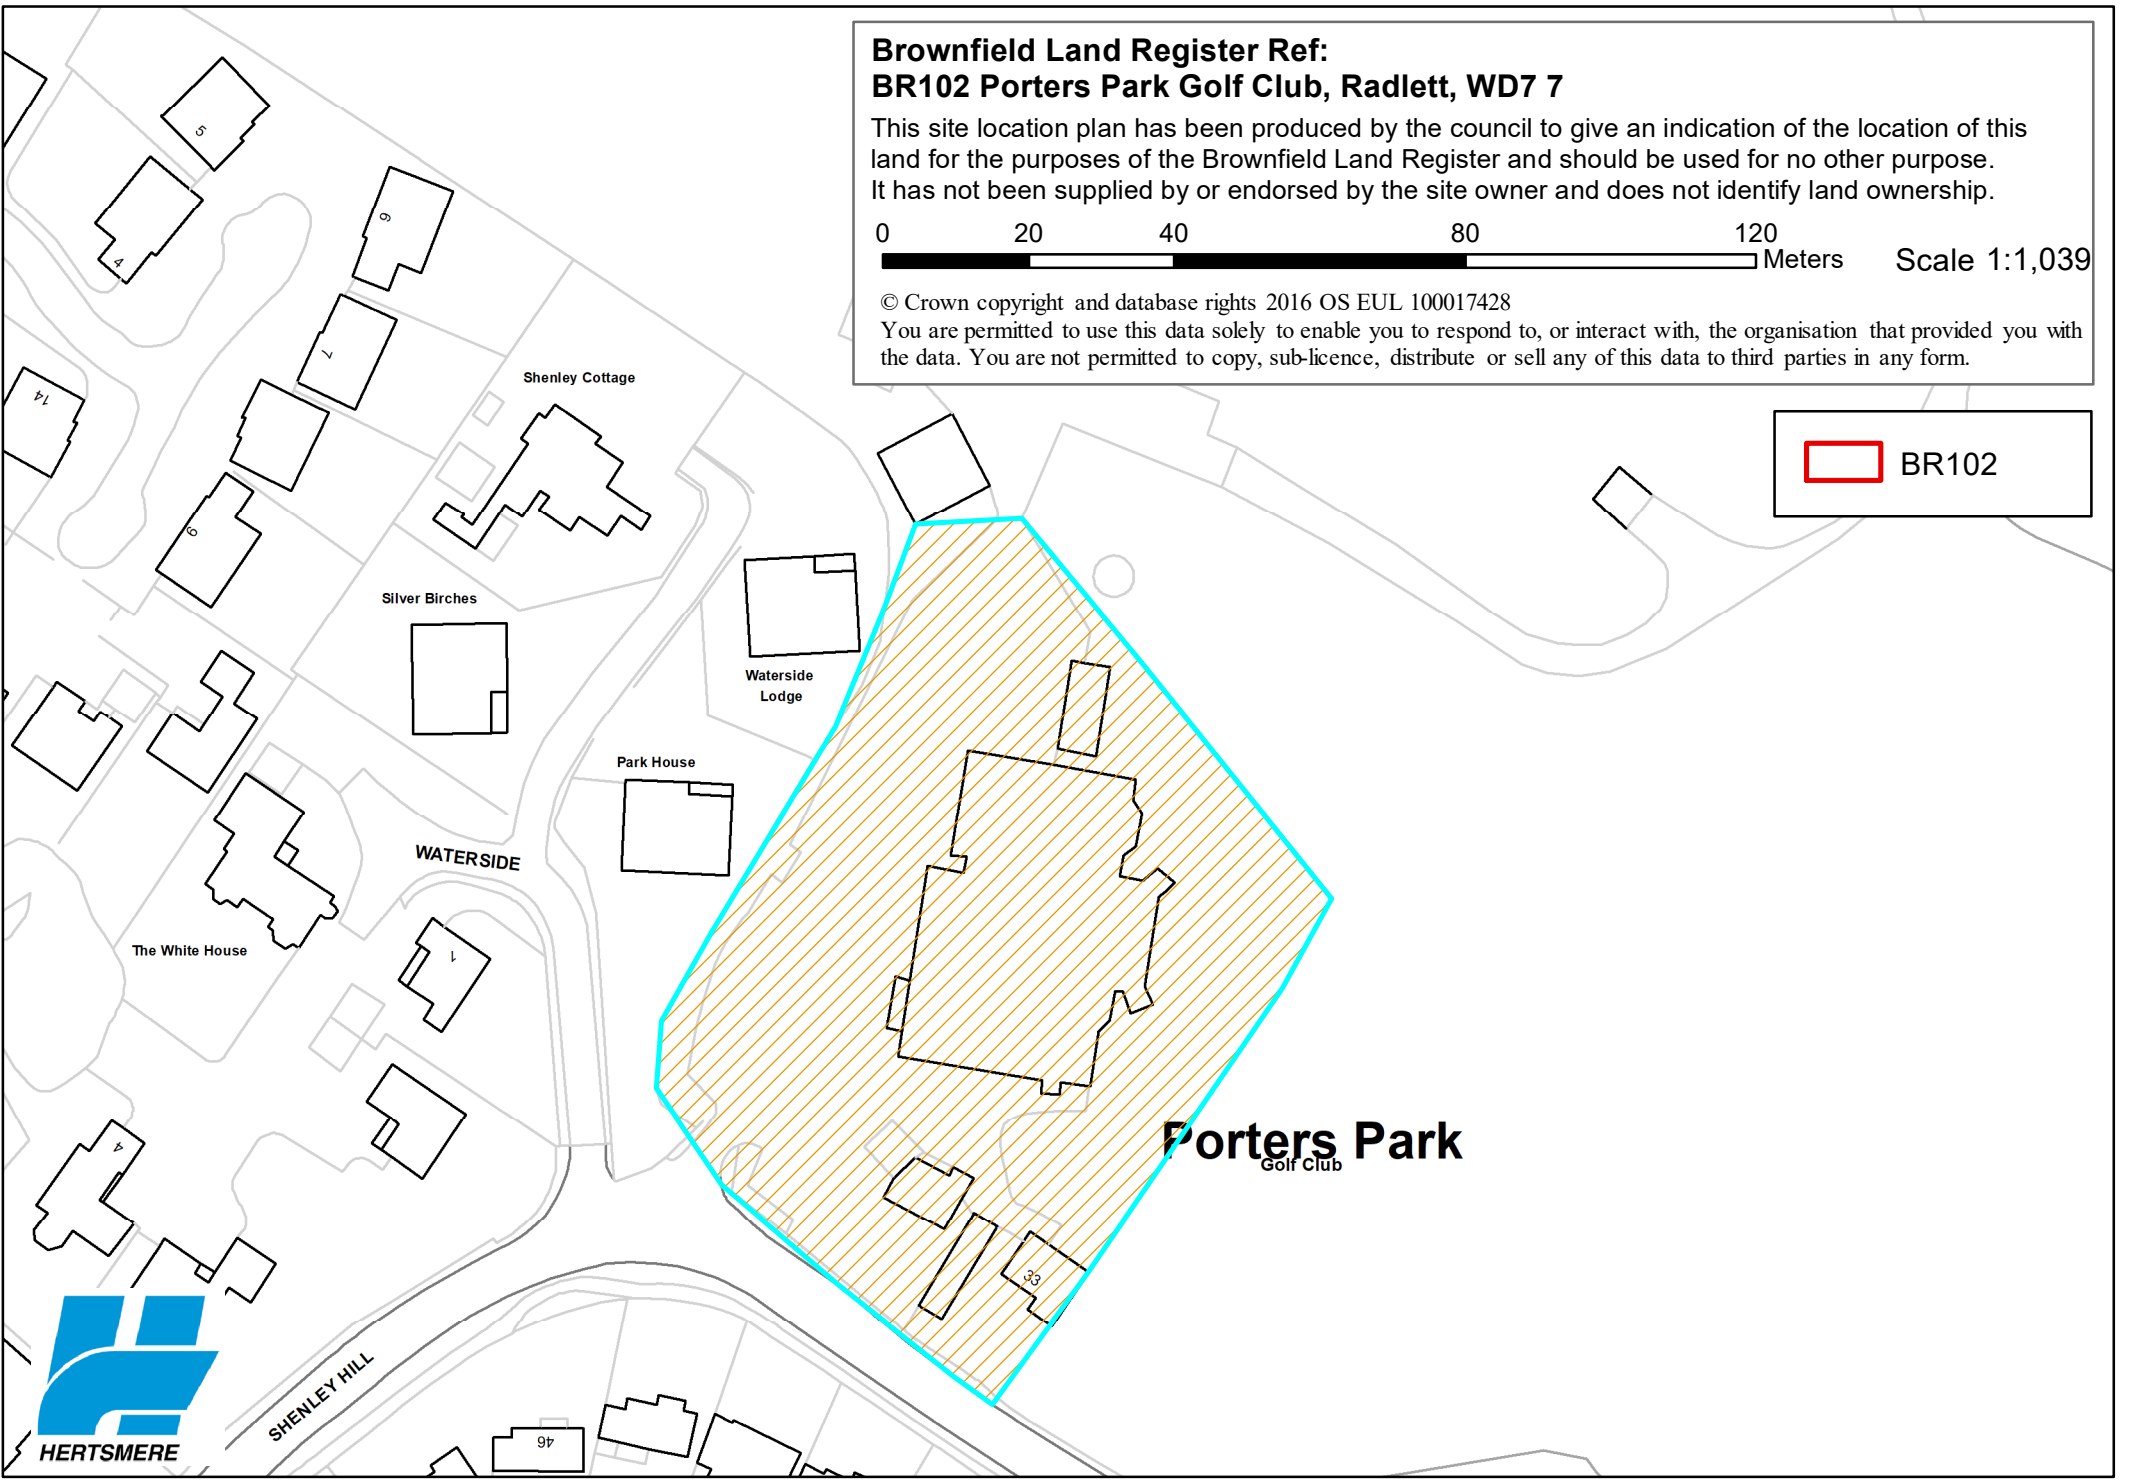 Brownfield Land Register Ref:
BR102 Porters Park Golf Club, Radlett, WD7 7
This site location plan has been produced by the council to give an indication of the location of this
land for the purposes of the Brownfield Land Register and should be used for no other purpose.
It has not been supplied by or endorsed by the site owner and does not identify land ownership.
0 20 40 80 120
Meters Scale 1:1,039
© Crown copyright and database rights 2016 OS EUL 100017428
You are permitted to use this data solely to enable you to respond to, or interact with, the organisation that provided you with
the data. You are not permitted to copy, sub-licence, distribute or sell any of this data to third parties in any form.
BR102
5
4
9
7
14
Shenley Cottage
9
Silver Birches
Waterside
Lodge
Park House
WATERSIDE
The White House
1
4
Porters Park
Golf Club
33
SHENLEY HILL
46
HERTSMERE